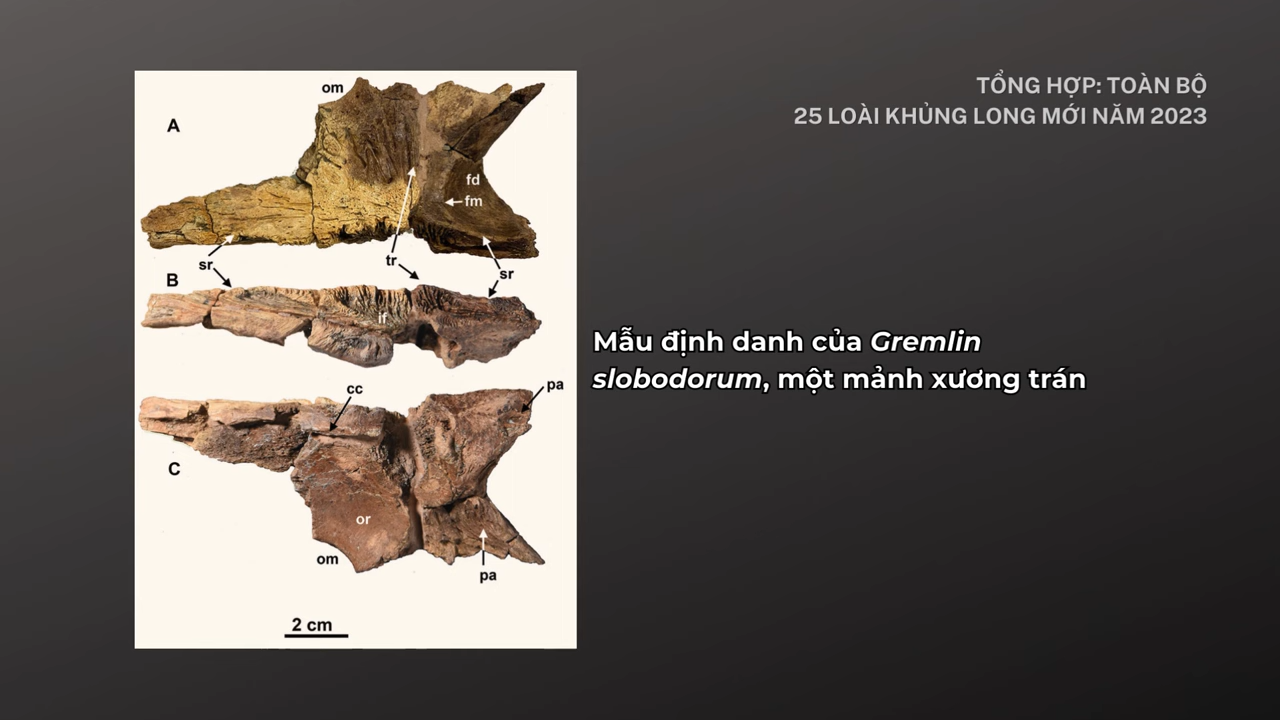 TỔNG HỢP: TOÀN BỘ
25 LOÀI KHỦNG LONG MỚI NĂM 2023
om
A
fd
fm
sr
tr
sr
B
if
cc
pa
C
or
om
pa
2 cm
Mẫu định danh của Gremlin
slobodorum, một mảnh xương trán